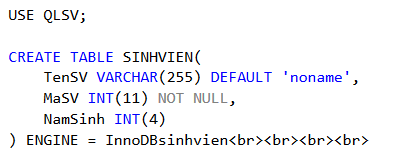 USE QLSV;
CREATE TABLE SINHVIEN(
    TenSV VARCHAR(255) DEFAULT 'noname',
    MaSV INT(11) NOT NULL,
    NamSinh INT(4)
) ENGINE = InnoDBsinhvien<br><br><br><br>